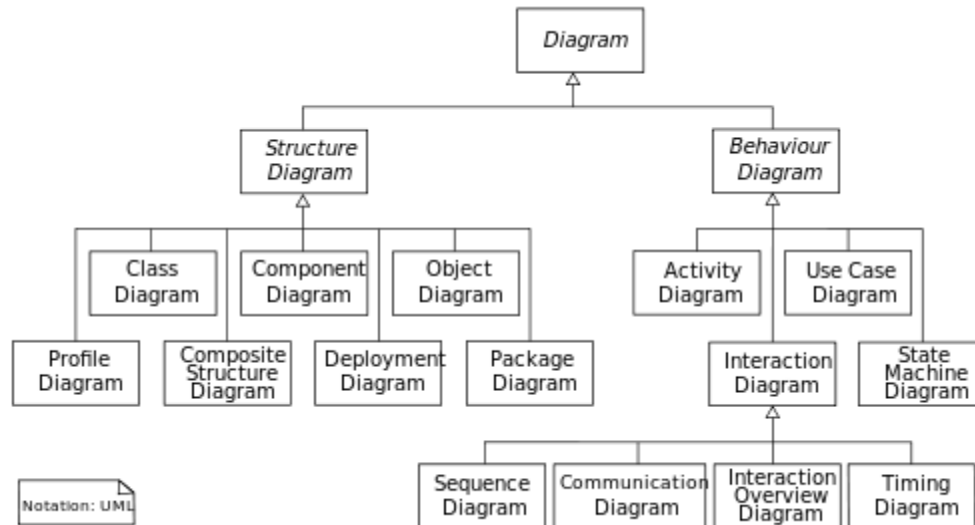 Diagram
Structure
Diagram
Behaviour
Diagram
Class
Diagram
Component
Diagram
Object
Diagram
Activity
Diagram
Use Case
Diagram
Profile
Diagram
Composite
Structure
Diagram
Deployment
Diagram
Package
Diagram
Interaction
Diagram
State
Machine
Diagram
Notation: UML
Sequence
Diagram
Communication
Diagram
Interaction
Overview
Diagram
Timing
Diagram